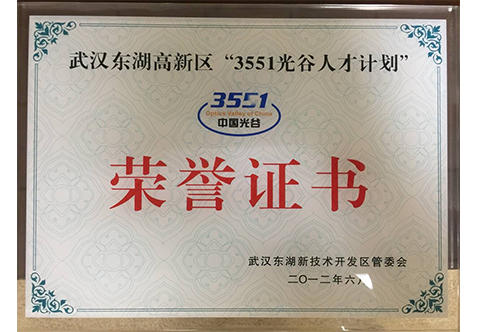 武汉东湖高新区“3551光谷人才计划”
3551
Optics Valley of China
中国光谷
荣誉证书
武汉东湖新技术开发区管委会
二〇一二年六